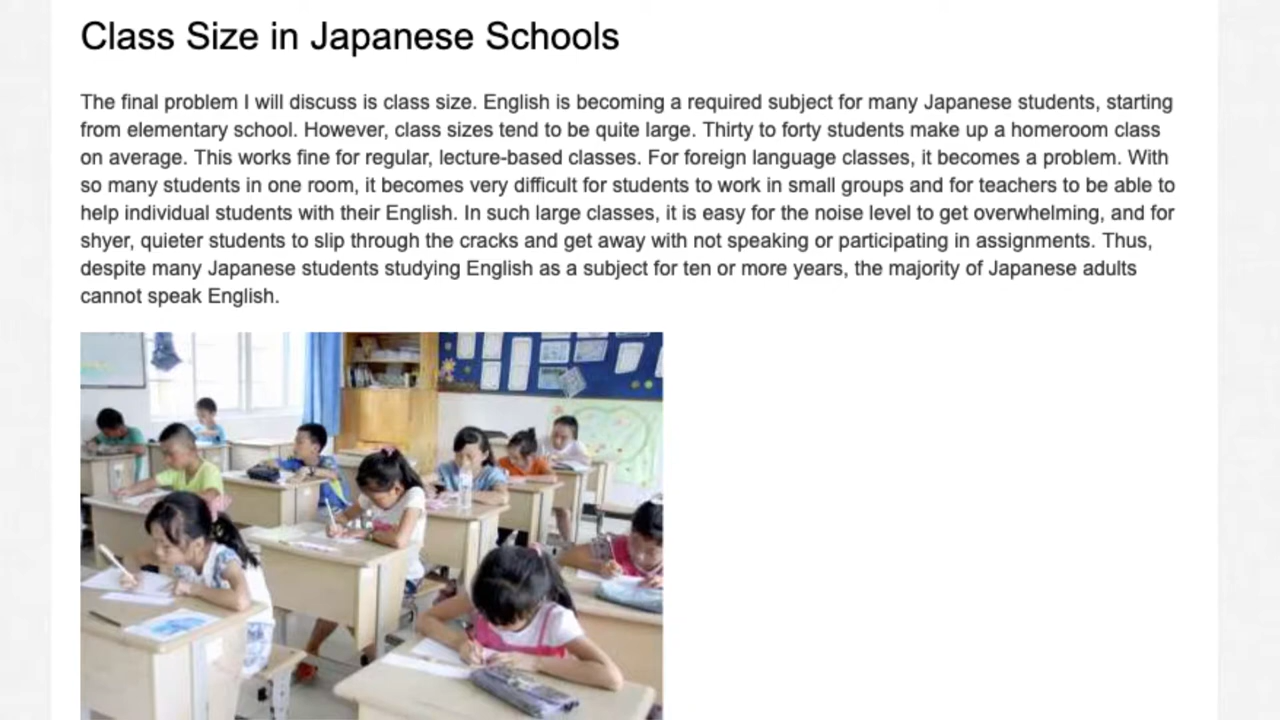 Class Size in Japanese Schools
The final problem I will discuss is class size. English is becoming a required subject for many Japanese students, starting
from elementary school. However, class sizes tend to be quite large. Thirty to forty students make up a homeroom class
on average. This works fine for regular, lecture-based classes. For foreign language classes, it becomes a problem. With
so many students in one room, it becomes very difficult for students to work in small groups and for teachers to be able to
help individual students with their English. In such large classes, it is easy for the noise level to get overwhelming, and for
shyer, quieter students to slip through the cracks and get away with not speaking or participating in assignments. Thus,
despite many Japanese students studying English as a subject for ten or more years, the majority of Japanese adults
cannot speak English.